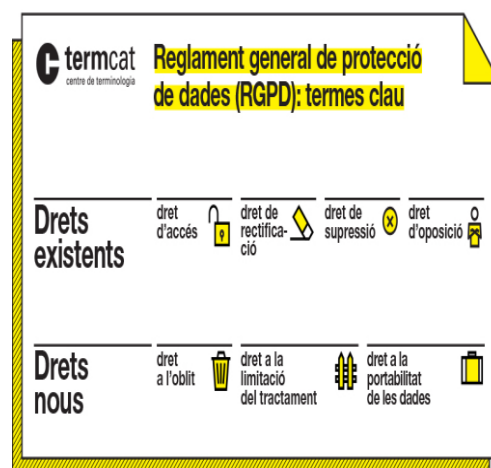 termcat
centre de terminologia
Reglament general de protecció
de dades (RGPD): termes clau
Drets
existents
dret
d'accés
dret de
rectifica-
ció
dret de
supressió
dret
d'oposició
Drets
nous
dret
a l'oblit
dret a la
limitació
del tractament
dret a la
portabilitat
de les dades